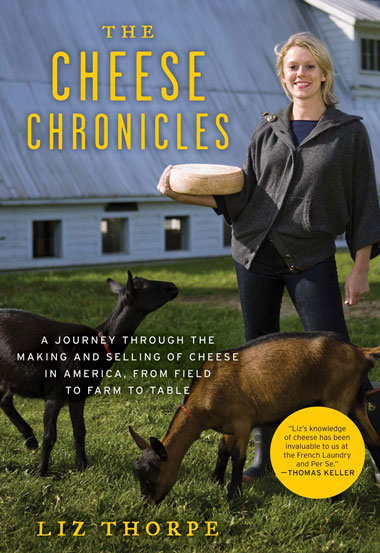 THE
CHEESE
CHRONICLES
A JOURNEY THROUGH THE
MAKING AND SELLING OF CHEESE
IN AMERICA, FROM FIELD
TO FARM TO TABLE
"Liz's knowledge
of cheese has been
invaluable to us at
the French Laundry
and Per Se."
—THOMAS KELLER
LIZ THORPE